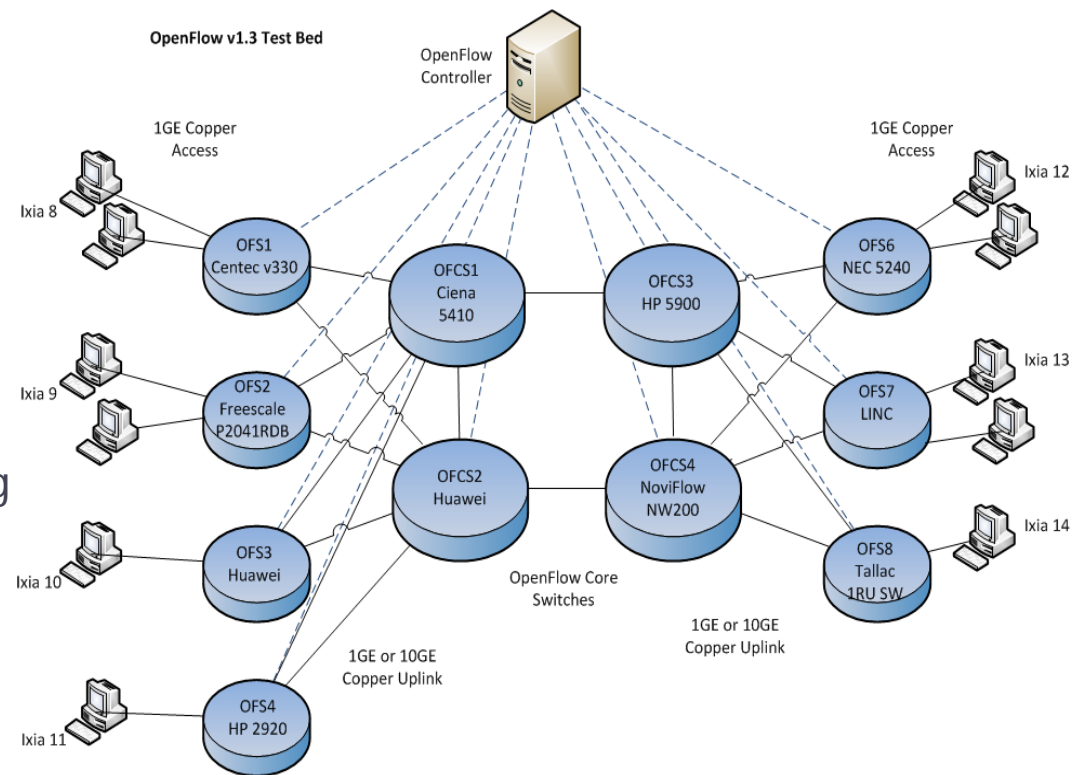 OpenFlow v1.3 Test Bed
OpenFlow
Controller
1GE Copper
Access
1GE Copper
Access
Ixia 8
Ixia 12
OFS1
Centec v330
OFCS1
Ciena
5410
OFCS3
HP 5900
OFS6
NEC 5240
Ixia 9
OFS2
Freescale
P2041RDB
Ixia 13
OFS7
LINC
g
OFCS2
Huawei
OFCS4
NoviFlow
NW200
Ixia 10
OFS3
Huawei
OpenFlow Core
Switches
Ixia 14
OFS8
Tallac
1RU SW
1GE or 10GE
Copper Uplink
1GE or 10GE
Copper Uplink
Ixia 11
OFS4
HP 2920